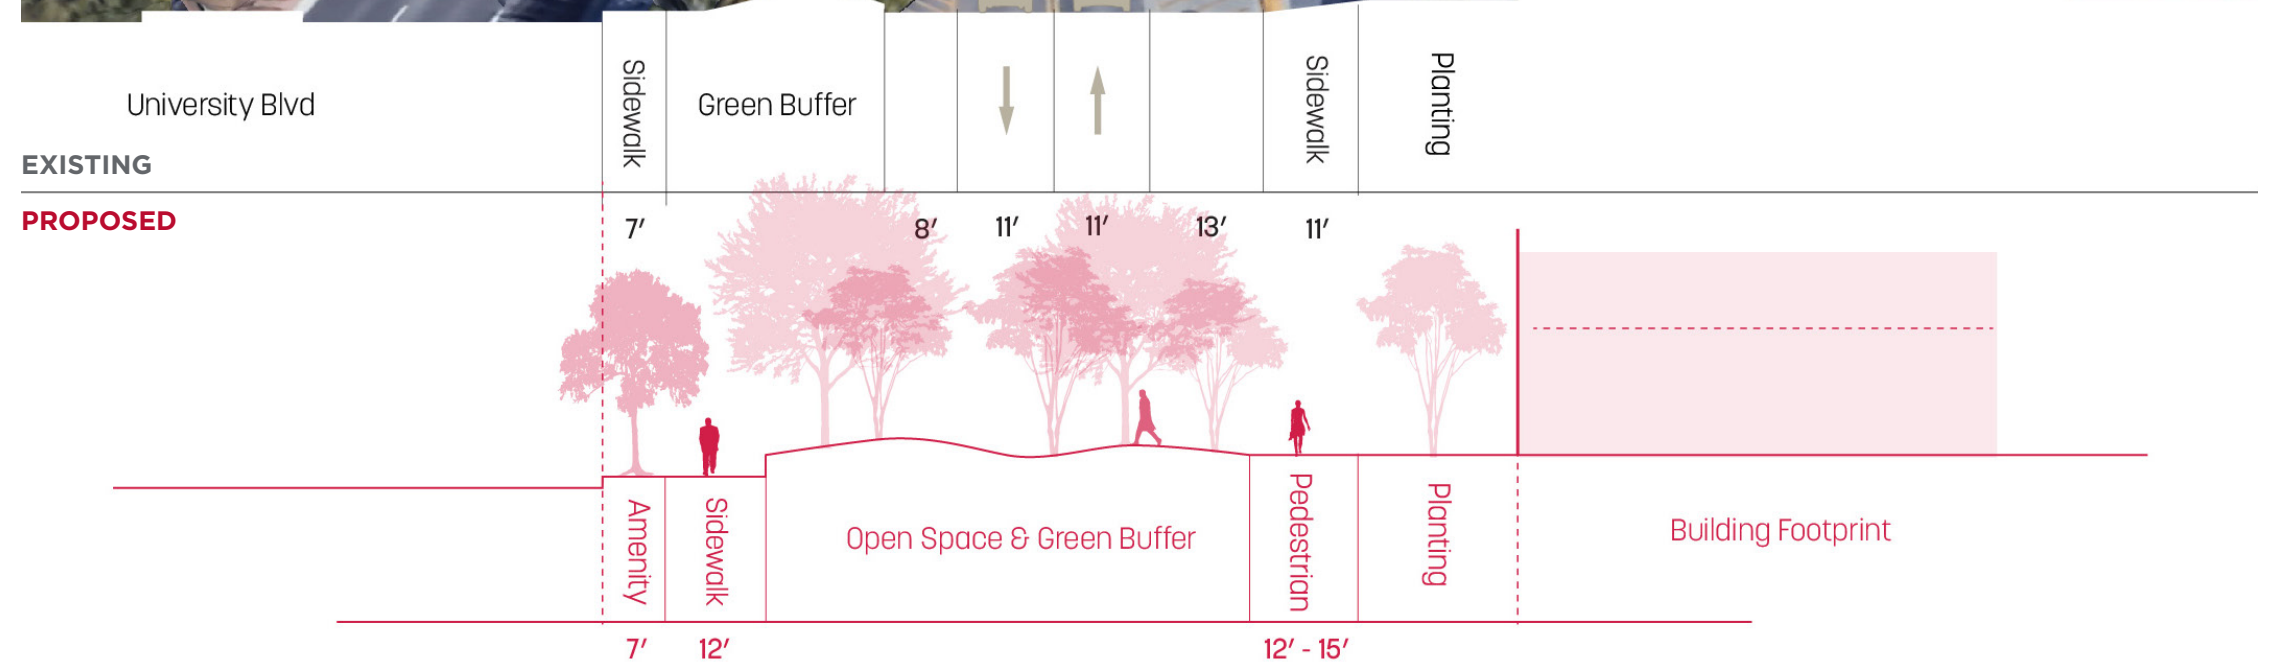 University Blvd
Sidewalk
Green Buffer
Sidewalk
Planting
EXISTING
PROPOSED
7′
8′
11′
11′
13′
11′
Amenity
Sidewalk
Open Space & Green Buffer
Pedestrian
Planting
Building Footprint
7′
12′
12′ - 15′